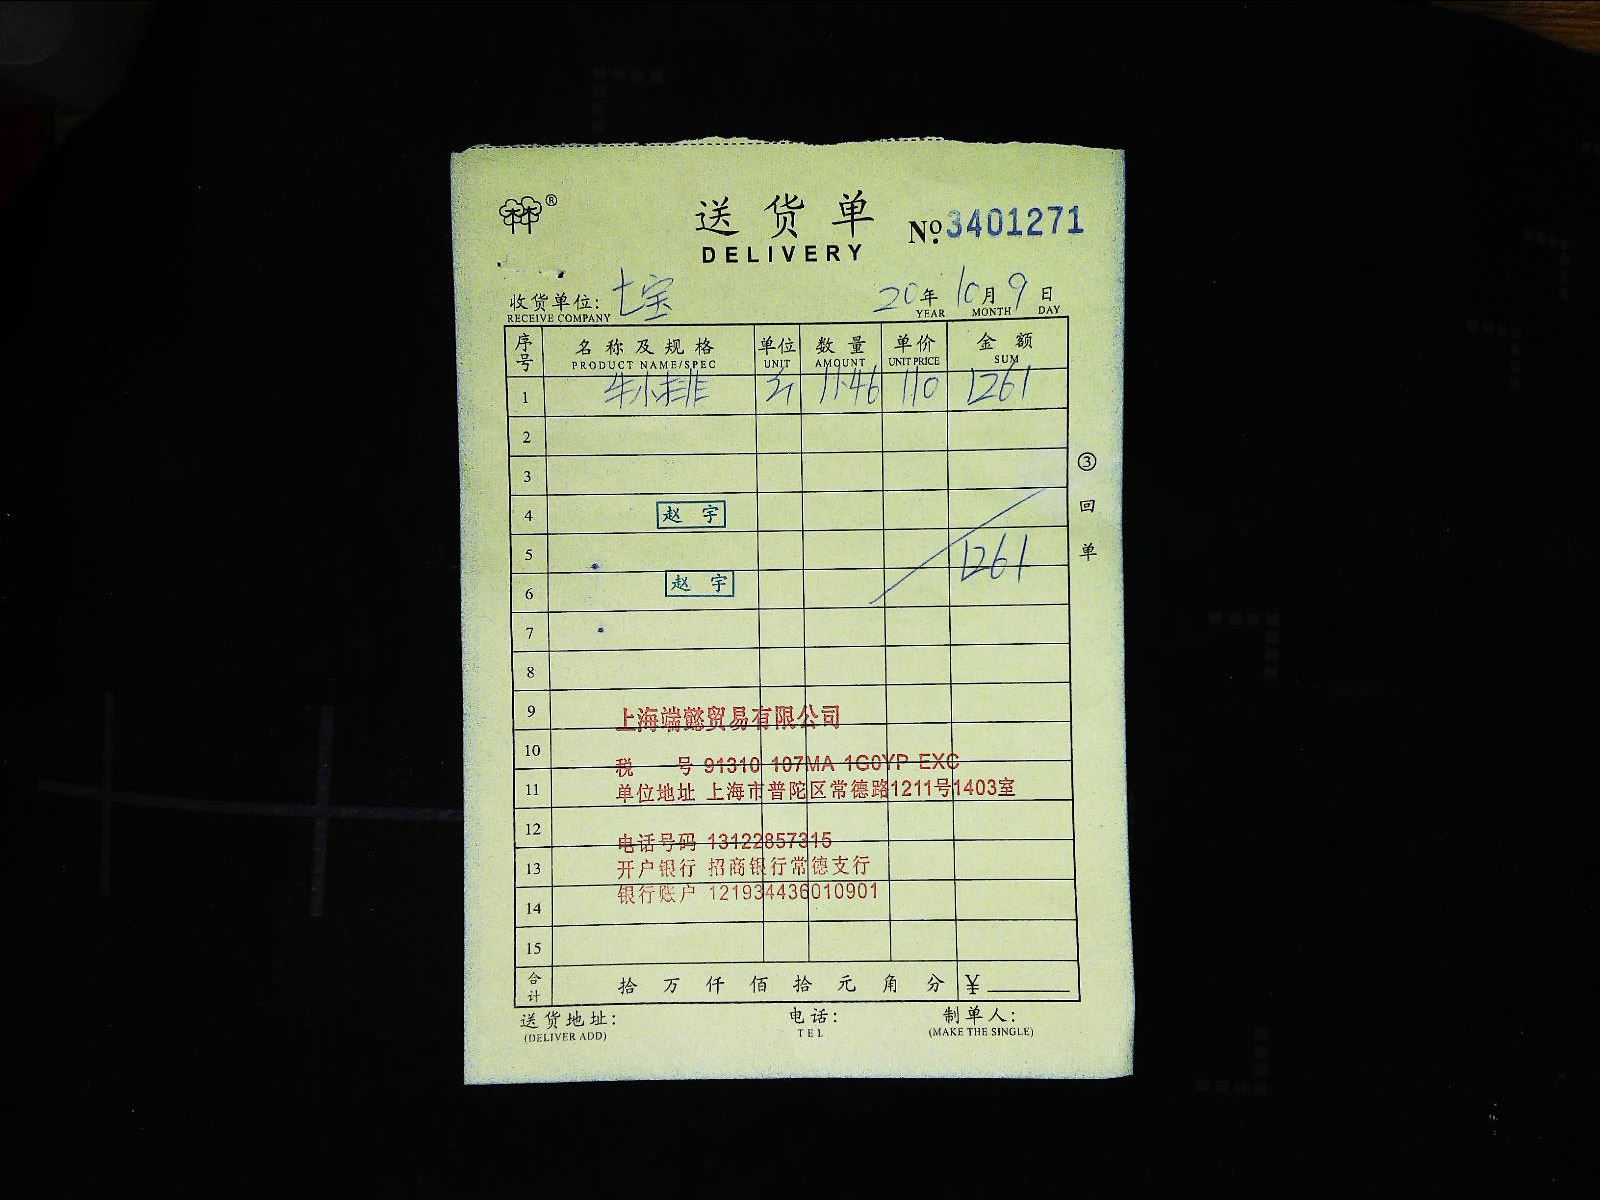 林®
送货单 No.3401271
DELIVERY
收货单位: 七宝 20年10月9日
RECEIVE COMPANY YEAR MONTH DAY
序号 名称及规格 单位 数量 单价 金额
PRODUCT NAME/SPEC UNIT AMOUNT UNIT PRICE SUM
1 牛小排 斤 11.46 110 1261
2
3
③回单
4 赵宇
5 1261
6 赵宇
7
8
9 上海端懿贸易有限公司
10 税 号 91310 107MA 1G0YP EXC
11 单位地址 上海市普陀区常德路1211号1403室
12 电话号码 13122857315
13 开户银行 招商银行常德支行
14 银行账户 121934436010901
15
合计 拾 万 仟 佰 拾 元 角 分 ¥
送货地址: 电话: 制单人:
(DELIVER ADD) TEL (MAKE THE SINGLE)